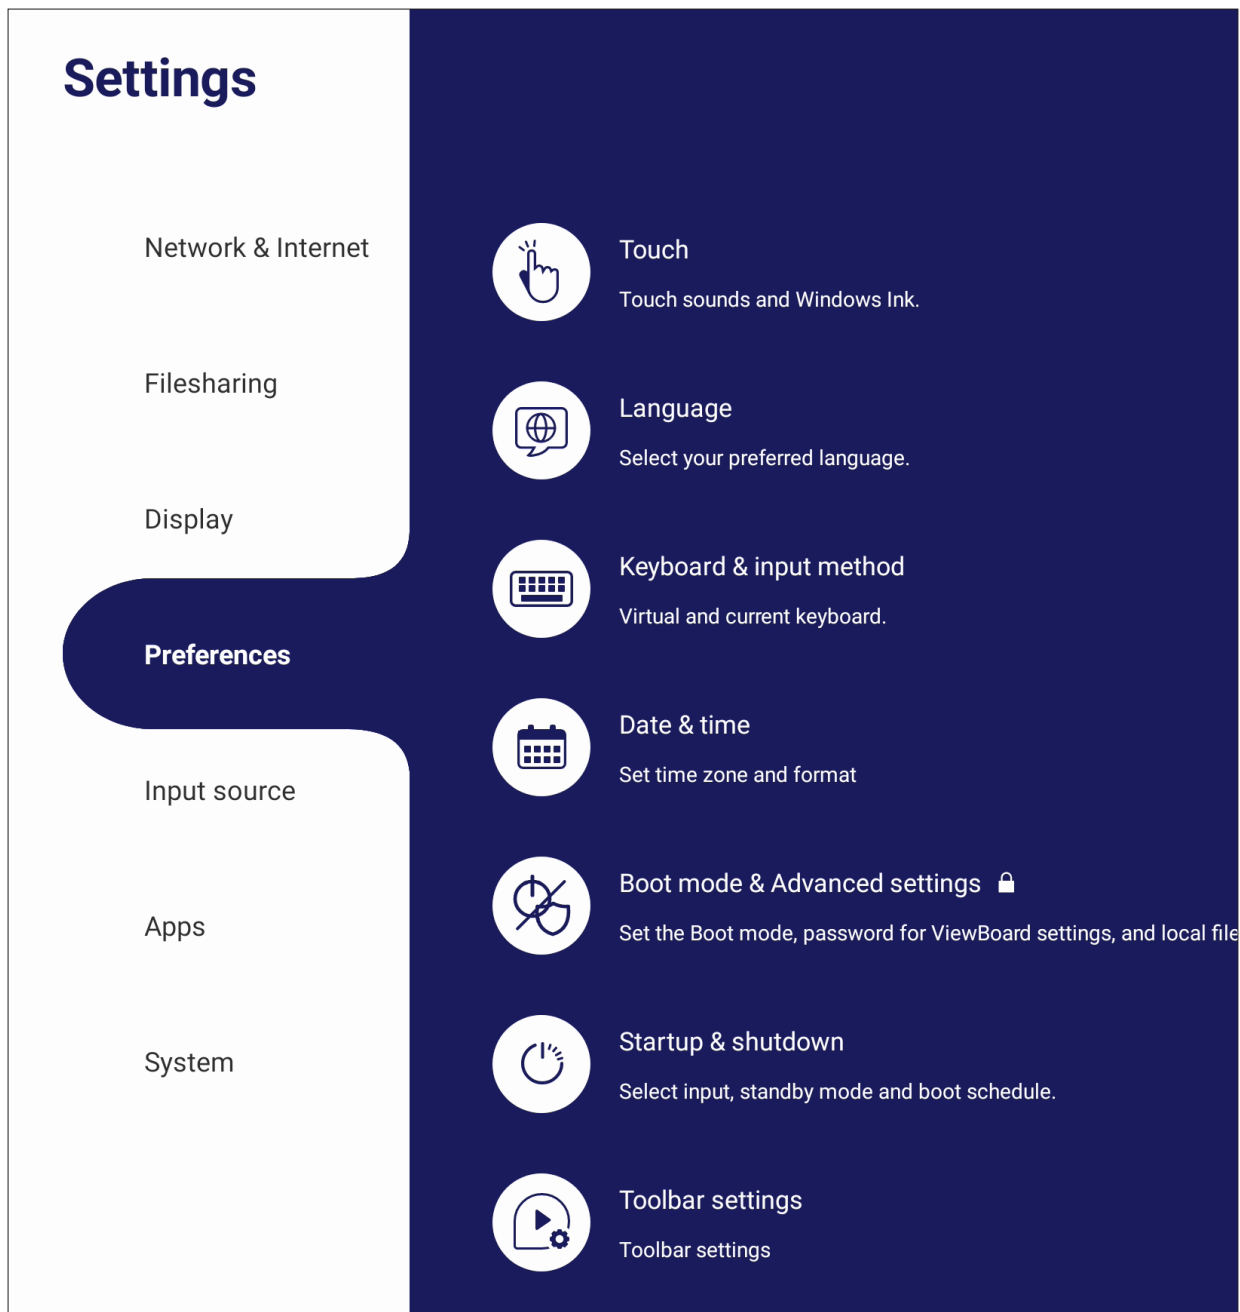 Settings
Network & Internet
Filesharing
Display
Preferences
Input source
Apps
System
Touch
Touch sounds and Windows Ink.
Language
Select your preferred language.
Keyboard & input method
Virtual and current keyboard.
Date & time
Set time zone and format
Boot mode & Advanced settings
Set the Boot mode, password for ViewBoard settings, and local file
Startup & shutdown
Select input, standby mode and boot schedule.
Toolbar settings
Toolbar settings